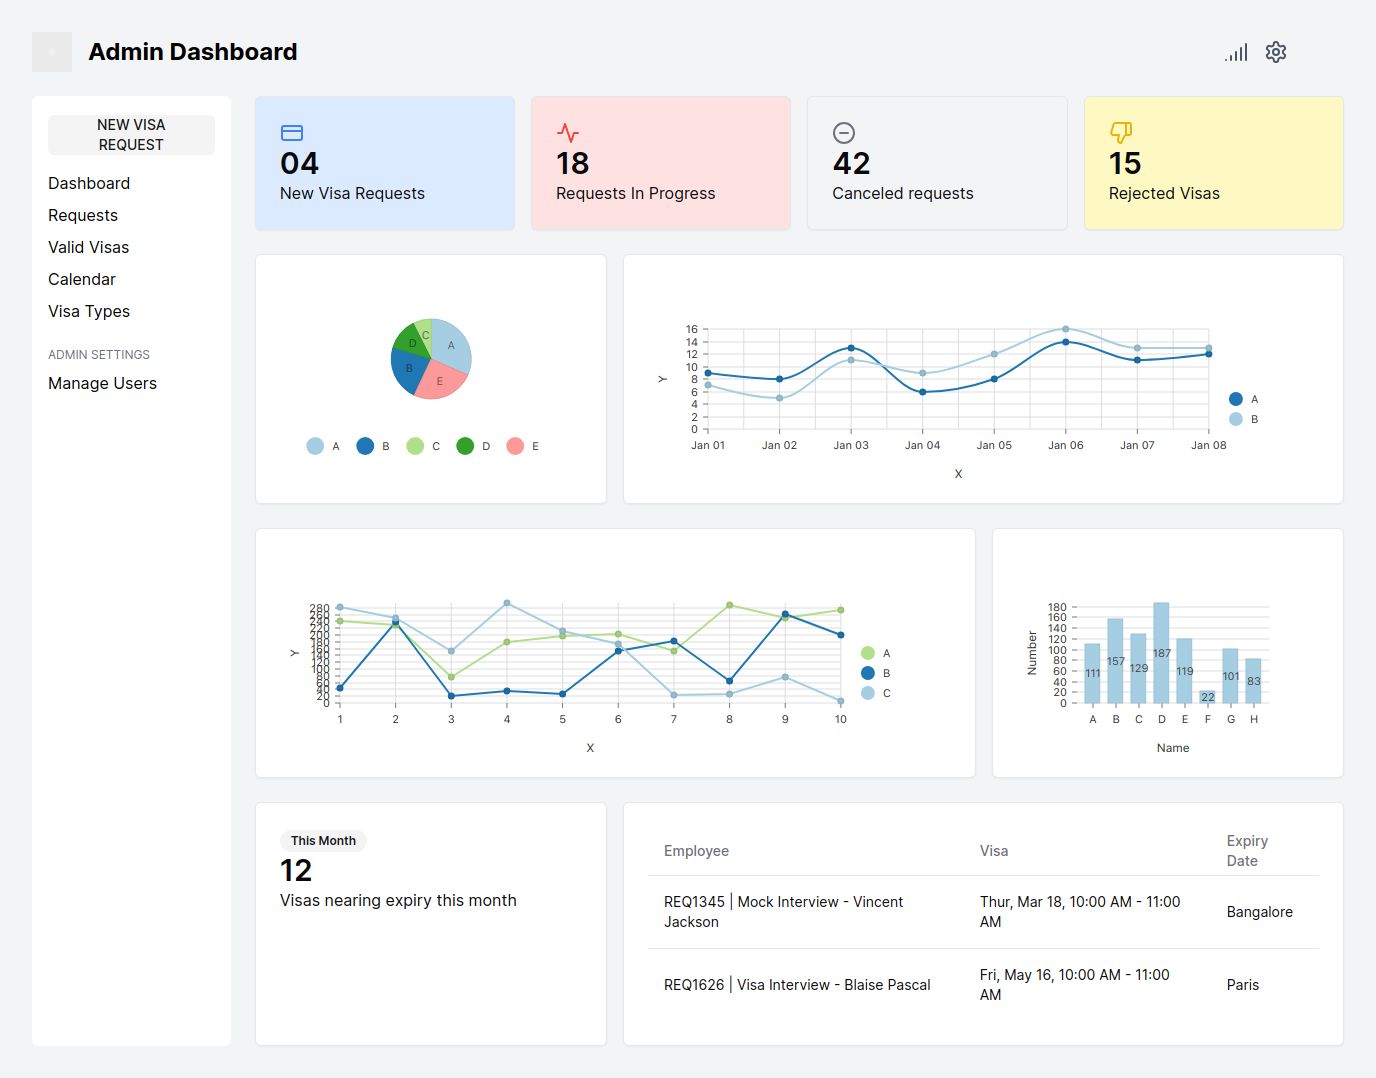 Admin Dashboard
NEW VISA
REQUEST
Dashboard
Requests
Valid Visas
Calendar
Visa Types
ADMIN SETTINGS
Manage Users
04
New Visa Requests
18
Requests In Progress
42
Canceled requests
15
Rejected Visas
A
B
C
D
E
A B C D E
Y
16
14
12
10
8
6
4
2
0
Jan 01 Jan 02 Jan 03 Jan 04 Jan 05 Jan 06 Jan 07 Jan 08
X
A
B
Y
280
260
240
220
200
180
160
140
120
100
80
60
40
20
0
1 2 3 4 5 6 7 8 9 10
X
A
B
C
Number
180
160
140
120
100
80
60
40
20
0
111 157 129 187 119 22 101 83
A B C D E F G H
Name
This Month
12
Visas nearing expiry this month
Employee
Visa
Expiry
Date
REQ1345 | Mock Interview - Vincent
Jackson
Thur, Mar 18, 10:00 AM - 11:00
AM
Bangalore
REQ1626 | Visa Interview - Blaise Pascal
Fri, May 16, 10:00 AM - 11:00
AM
Paris